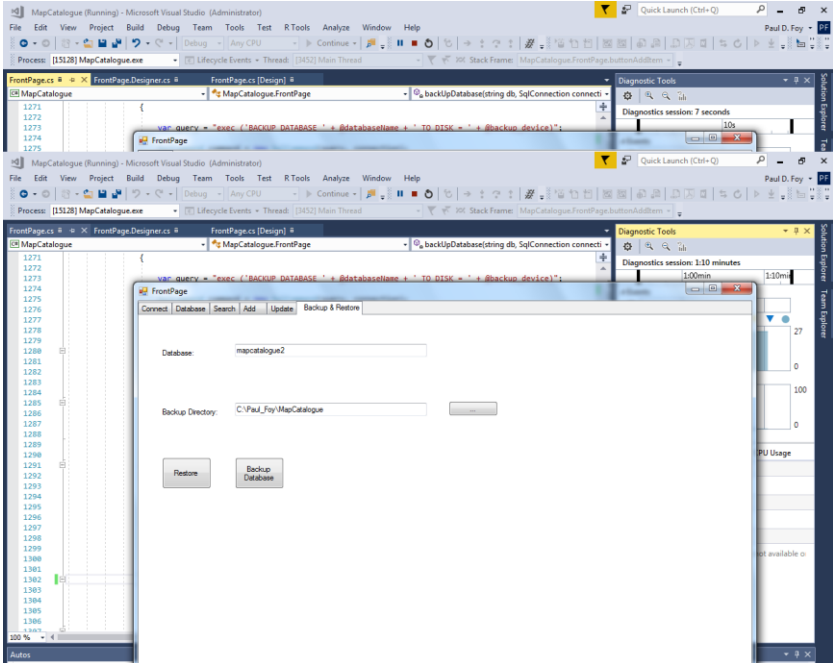 MapCatalogue (Running) - Microsoft Visual Studio (Administrator)
Quick Launch (Ctrl+Q)
File Edit View Project Build Debug Team Tools Test R Tools Analyze Window Help
Paul D. Foy PF
Debug Any CPU Continue
Process: [15128] MapCatalogue.exe Lifecycle Events Thread: [3452] Main Thread Stack Frame: MapCatalogue.FrontPage.buttonAddItem
FrontPage.cs FrontPage.Designer.cs FrontPage.cs [Design] Diagnostic Tools
MapCatalogue MapCatalogue.FrontPage backUpDatabase(string db, SqlConnection connecti
Solution Explorer
1271 {
Diagnostics session: 7 seconds
1272
10s
1273 var query = "exec ('BACKUP DATABASE ' + @databaseName + ' TO DISK = ' + @backup_device)";
1274
FrontPage
1275
MapCatalogue (Running) - Microsoft Visual Studio (Administrator)
Quick Launch (Ctrl+Q)
File Edit View Project Build Debug Team Tools Test R Tools Analyze Window Help
Paul D. Foy PF
Debug Any CPU Continue
Process: [15128] MapCatalogue.exe Lifecycle Events Thread: [3452] Main Thread Stack Frame: MapCatalogue.FrontPage.buttonAddItem
FrontPage.cs FrontPage.Designer.cs FrontPage.cs [Design] Diagnostic Tools
MapCatalogue MapCatalogue.FrontPage backUpDatabase(string db, SqlConnection connecti
Solution Explorer
Team Explorer
1271 {
Diagnostics session: 1:10 minutes
1272
1:00min 1:10mi
1273 var query = "exec ('BACKUP DATABASE ' + @databaseName + ' TO DISK = ' + @backup_device)";
1274
FrontPage
1275
1276
Connect Database Search Add Update Backup & Restore
1277
1278
27
1279
1280
Database: mapcatalogue2
1281
0
1282
1283
100
1284
1285
Backup Directory: C:\Paul_Foy\MapCatalogue ...
1286
0
1287
1288
1289
PU Usage
1290
1291
Restore Backup Database
1292
1293
1294
1295
1296
1297
1298
1299
ot available o
1300
1301
1302
1303
1304
1305
1306
1307
100 %
Autos